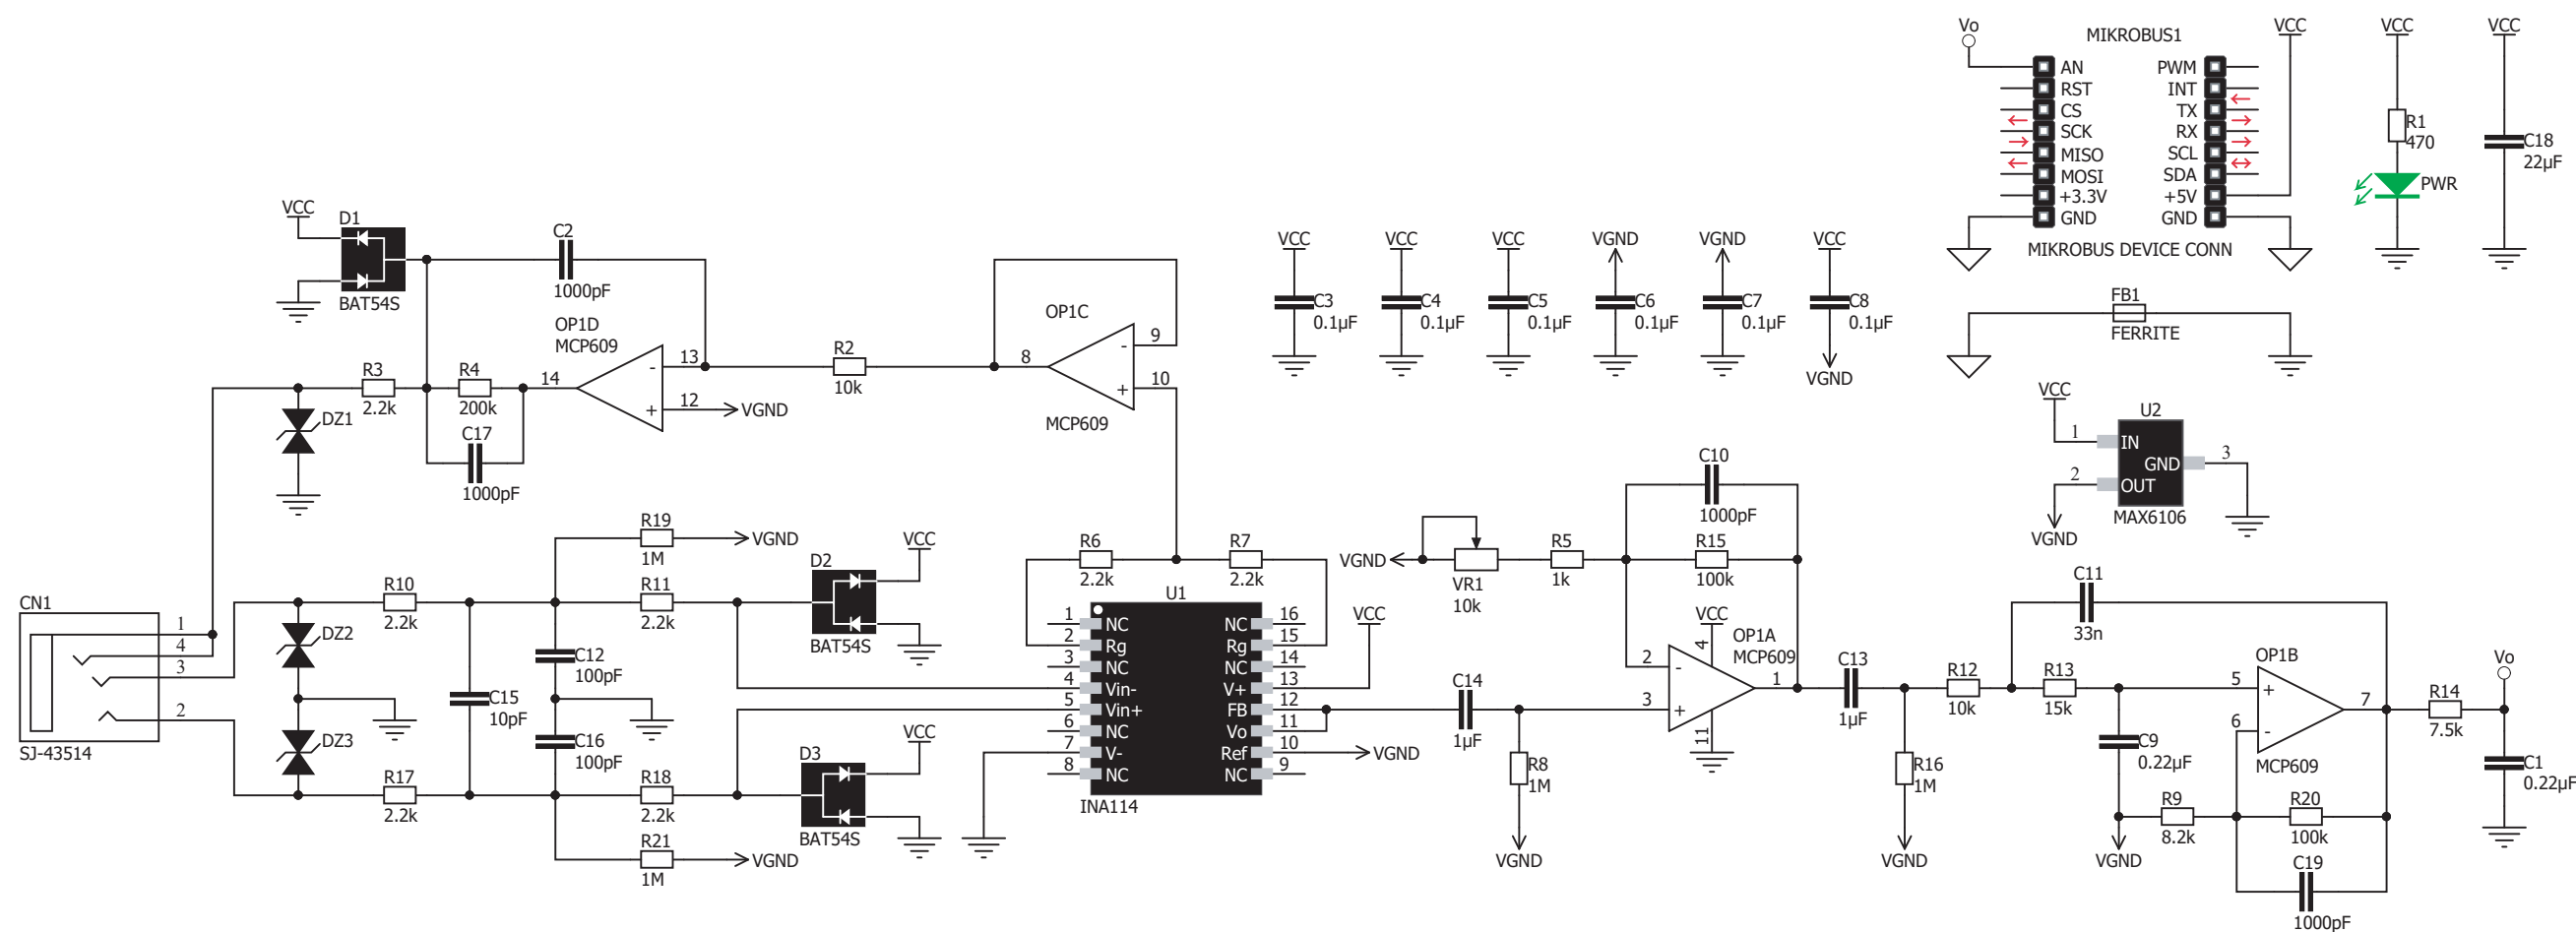 Vo
MIKROBUS1
VCC
VCC
VCC
AN
RST
CS
SCK
MISO
MOSI
+3.3V
GND
PWM
INT
TX
RX
SCL
SDA
+5V
GND
MIKROBUS DEVICE CONN
R1
470
PWR
C18
22µF
VCC
D1
BAT54S
C2
1000pF
OP1D
MCP609
13
12
14
VGND
R3
2.2k
R4
200k
C17
1000pF
DZ1
R2
10k
OP1C
8
9
10
MCP609
VCC
C3
0.1µF
VCC
C4
0.1µF
VCC
C5
0.1µF
VGND
C6
0.1µF
VGND
C7
0.1µF
VCC
C8
0.1µF
VGND
FB1
FERRITE
VCC
U2
1
IN
GND
3
2
OUT
MAX6106
VGND
CN1
1
4
3
2
SJ-43514
DZ2
DZ3
R10
2.2k
R17
2.2k
C15
10pF
R19
1M
VGND
R11
2.2k
C12
100pF
C16
100pF
R18
2.2k
R21
1M
VGND
D2
VCC
BAT54S
D3
VCC
BAT54S
R6
2.2k
R7
2.2k
U1
1
NC
2
Rg
3
NC
4
Vin-
5
Vin+
6
NC
7
V-
8
NC
NC
16
Rg
15
NC
14
V+
13
FB
12
Vo
11
Ref
10
NC
9
INA114
VCC
VGND
VGND
VR1
10k
R5
1k
C10
1000pF
R15
100k
VCC
4
OP1A
MCP609
2
-
3
+
1
11
C14
1µF
R8
1M
VGND
C13
1µF
R16
1M
VGND
R12
10k
C11
33n
R13
15k
C9
0.22µF
VGND
R9
8.2k
OP1B
5
+
6
-
7
MCP609
R20
100k
C19
1000pF
R14
7.5k
Vo
C1
0.22µF